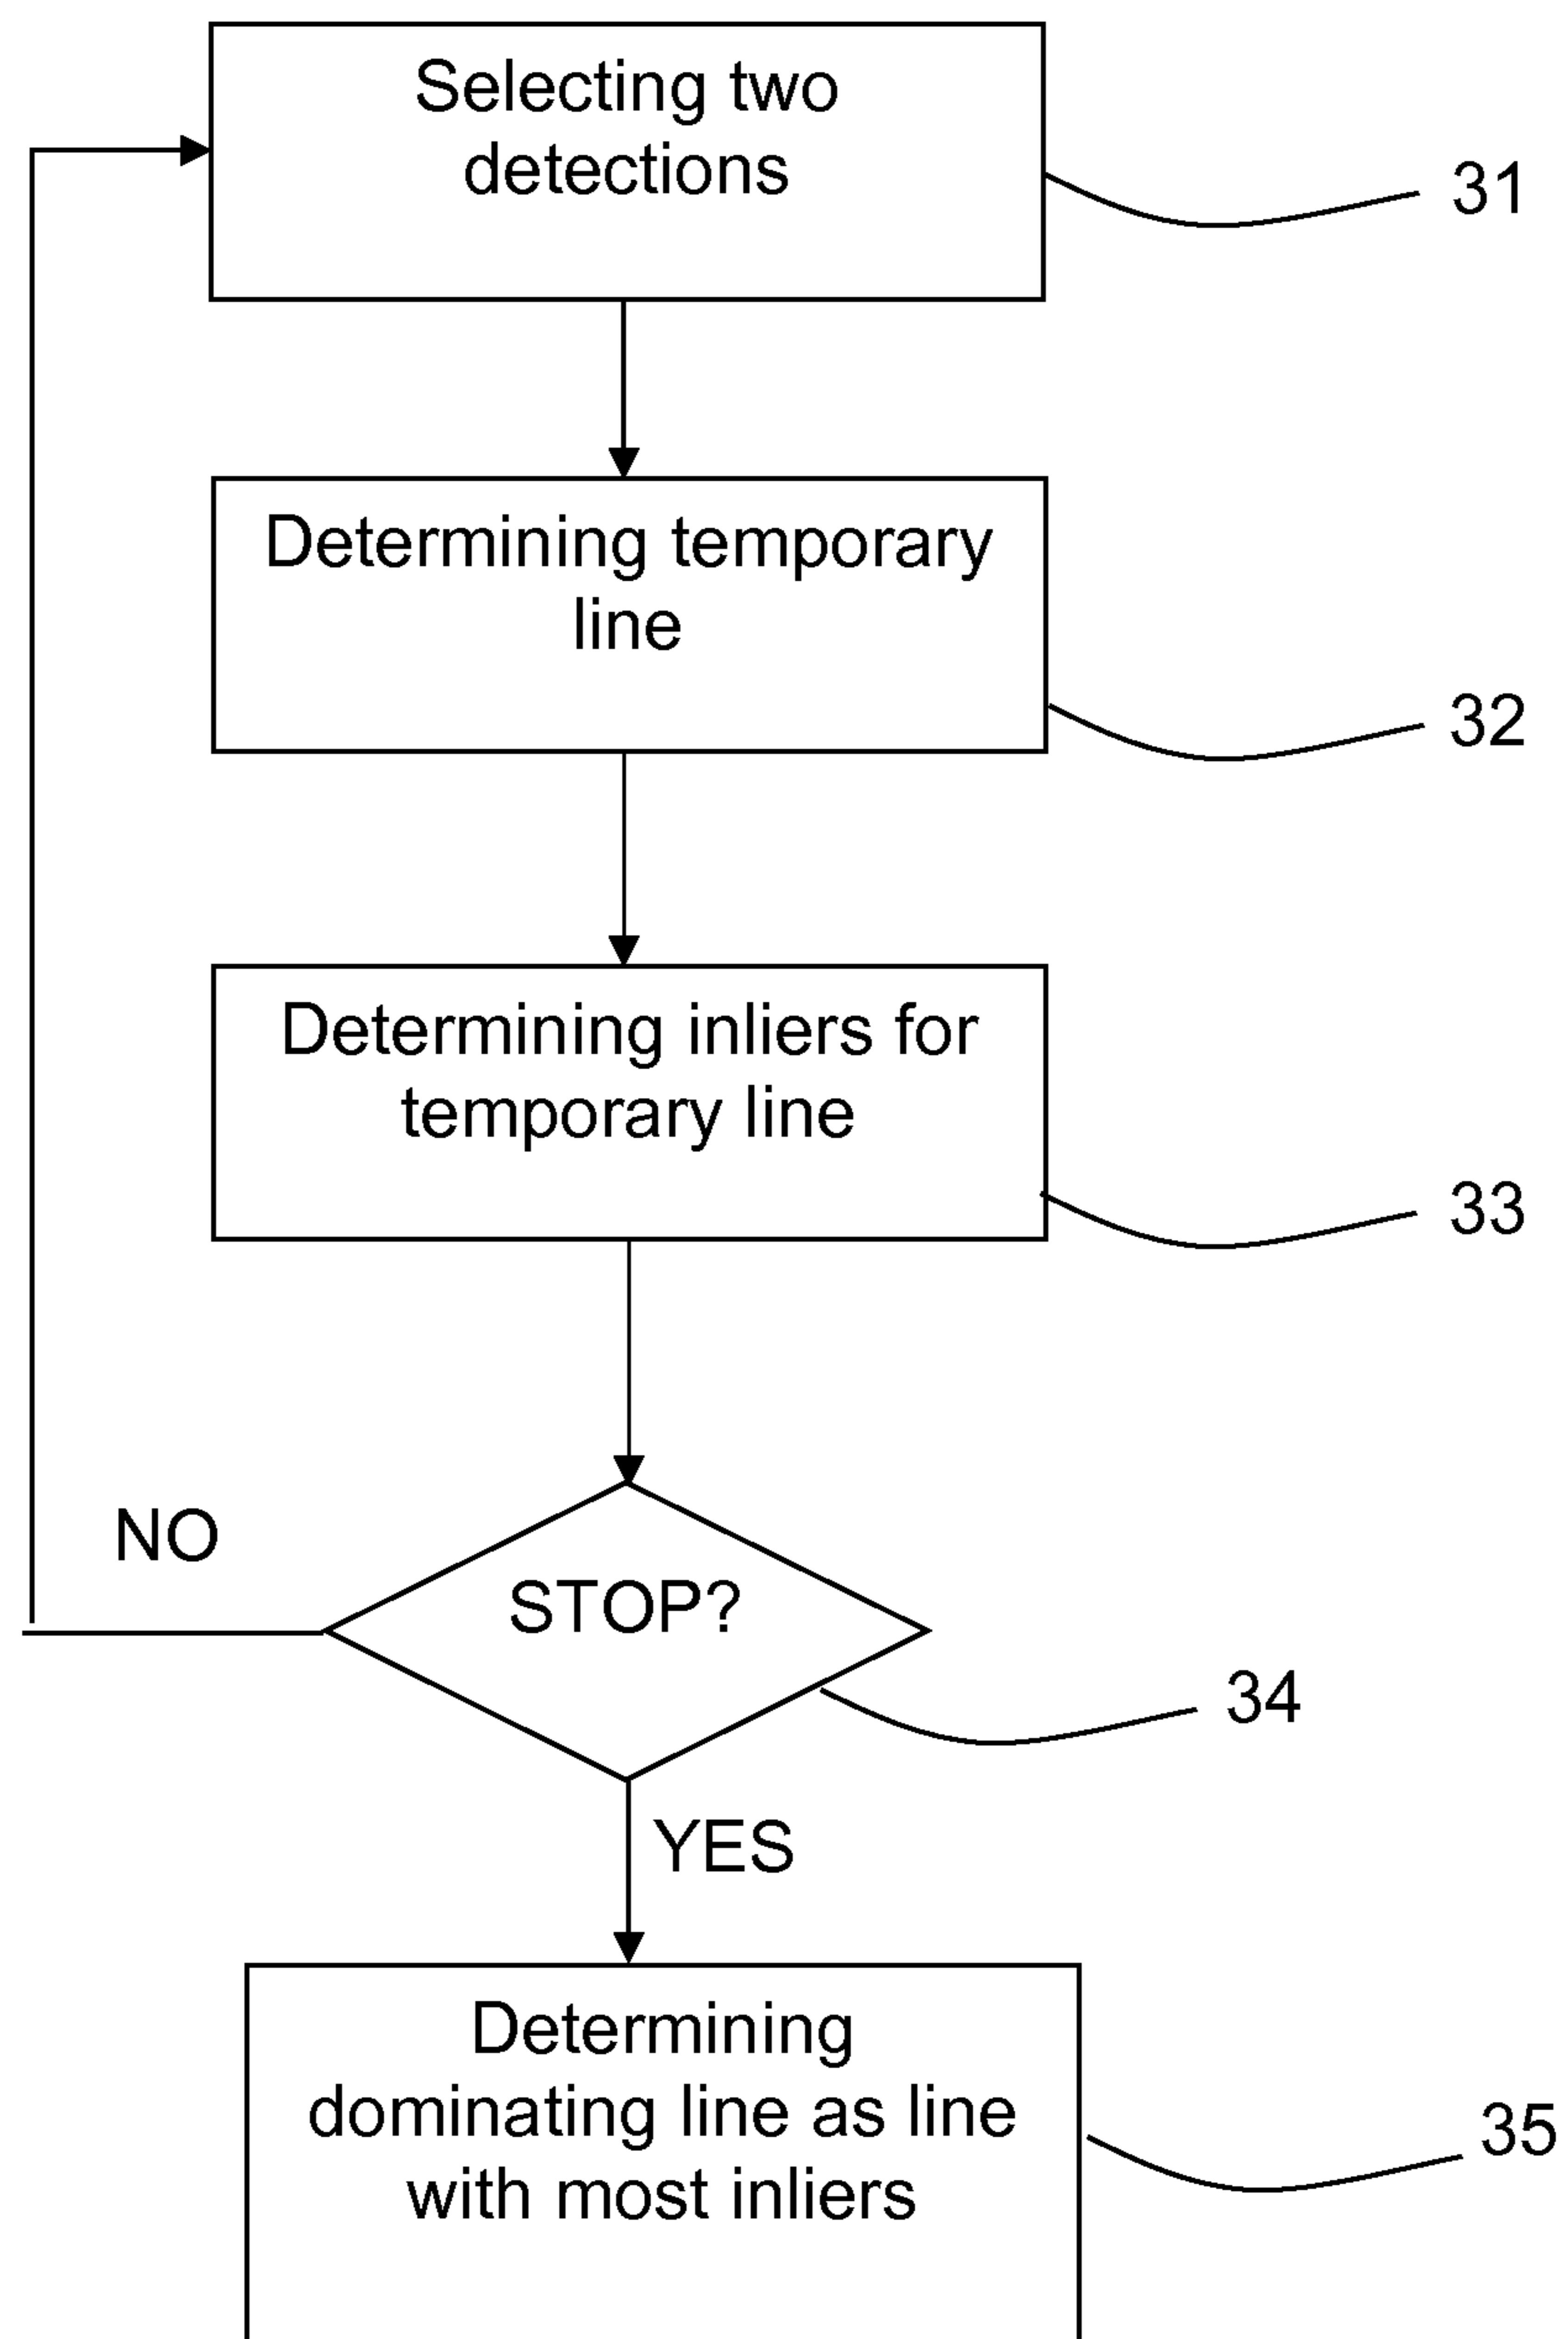 Selecting two
detections
31
Determining temporary
line
32
Determining inliers for
temporary line
33
NO
STOP?
34
YES
Determining
dominating line as line
with most inliers
35